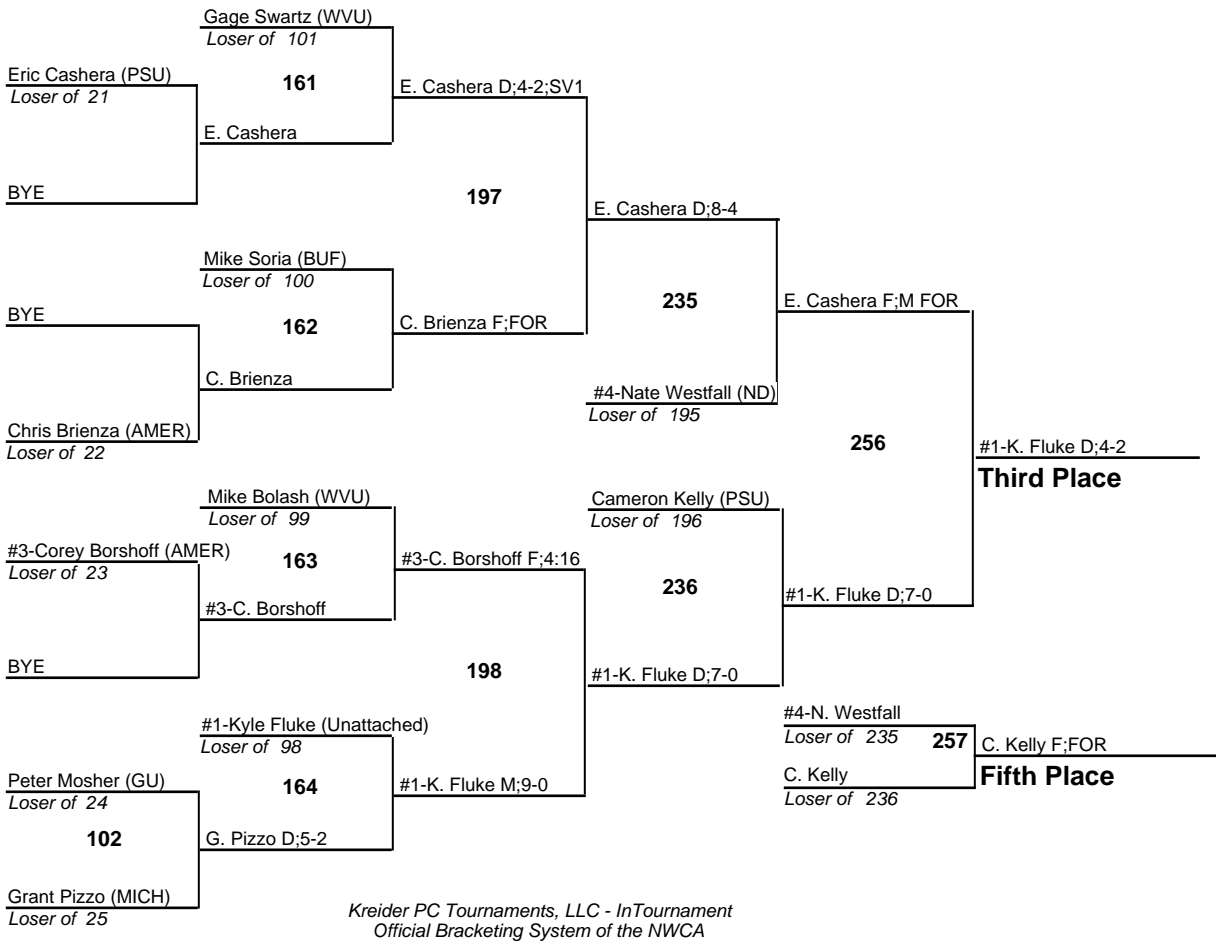 Gage Swartz (WVU)
Loser of 101
Eric Cashera (PSU)
Loser of 21
161
E. Cashera D;4-2;SV1
E. Cashera
BYE
197
E. Cashera D;8-4
Mike Soria (BUF)
Loser of 100
BYE
162
C. Brienza F;FOR
235
E. Cashera F;M FOR
C. Brienza
#4-Nate Westfall (ND)
Loser of 195
Chris Brienza (AMER)
Loser of 22
256
#1-K. Fluke D;4-2
Third Place
Mike Bolash (WVU)
Loser of 99
Cameron Kelly (PSU)
Loser of 196
#3-Corey Borshoff (AMER)
Loser of 23
163
#3-C. Borshoff F;4:16
236
#1-K. Fluke D;7-0
#3-C. Borshoff
BYE
198
#1-K. Fluke D;7-0
#1-Kyle Fluke (Unattached)
Loser of 98
#4-N. Westfall
Loser of 235
257
C. Kelly F;FOR
Fifth Place
C. Kelly
Loser of 236
Peter Mosher (GU)
Loser of 24
164
#1-K. Fluke M;9-0
102
G. Pizzo D;5-2
Grant Pizzo (MICH)
Loser of 25
Kreider PC Tournaments, LLC - InTournament
Official Bracketing System of the NWCA